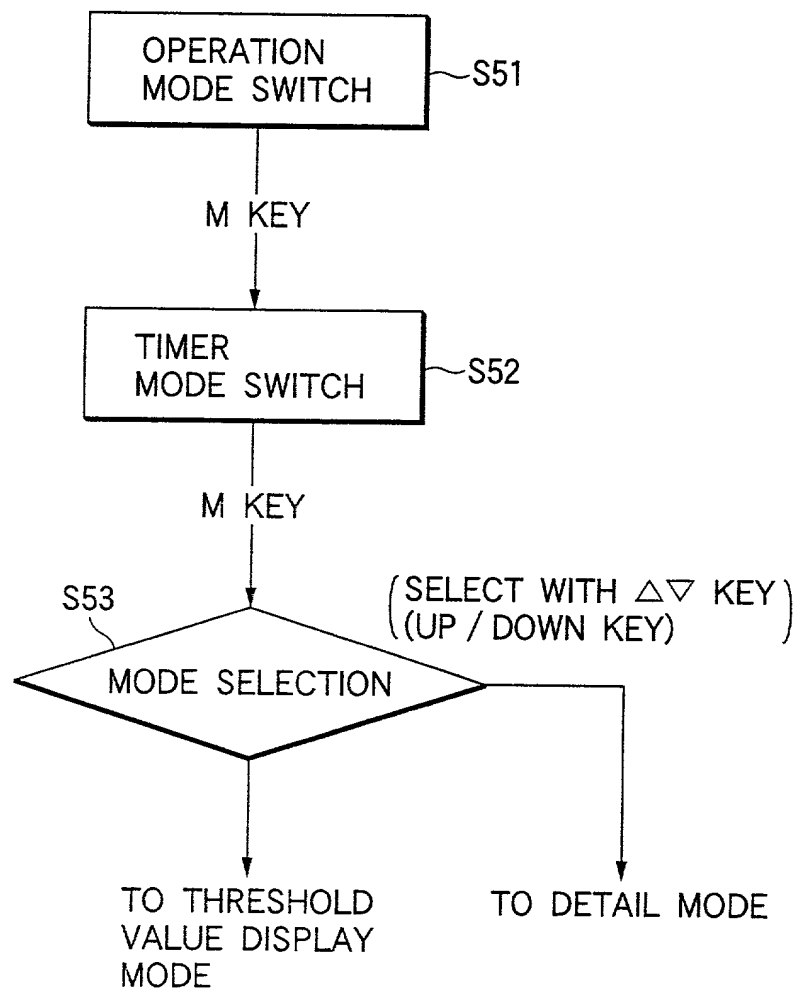 OPERATION
MODE SWITCH
S51
M KEY
TIMER
MODE SWITCH
S52
M KEY
S53
(SELECT WITH △▽ KEY)
(UP / DOWN KEY)
MODE SELECTION
TO THRESHOLD
VALUE DISPLAY
MODE
TO DETAIL MODE